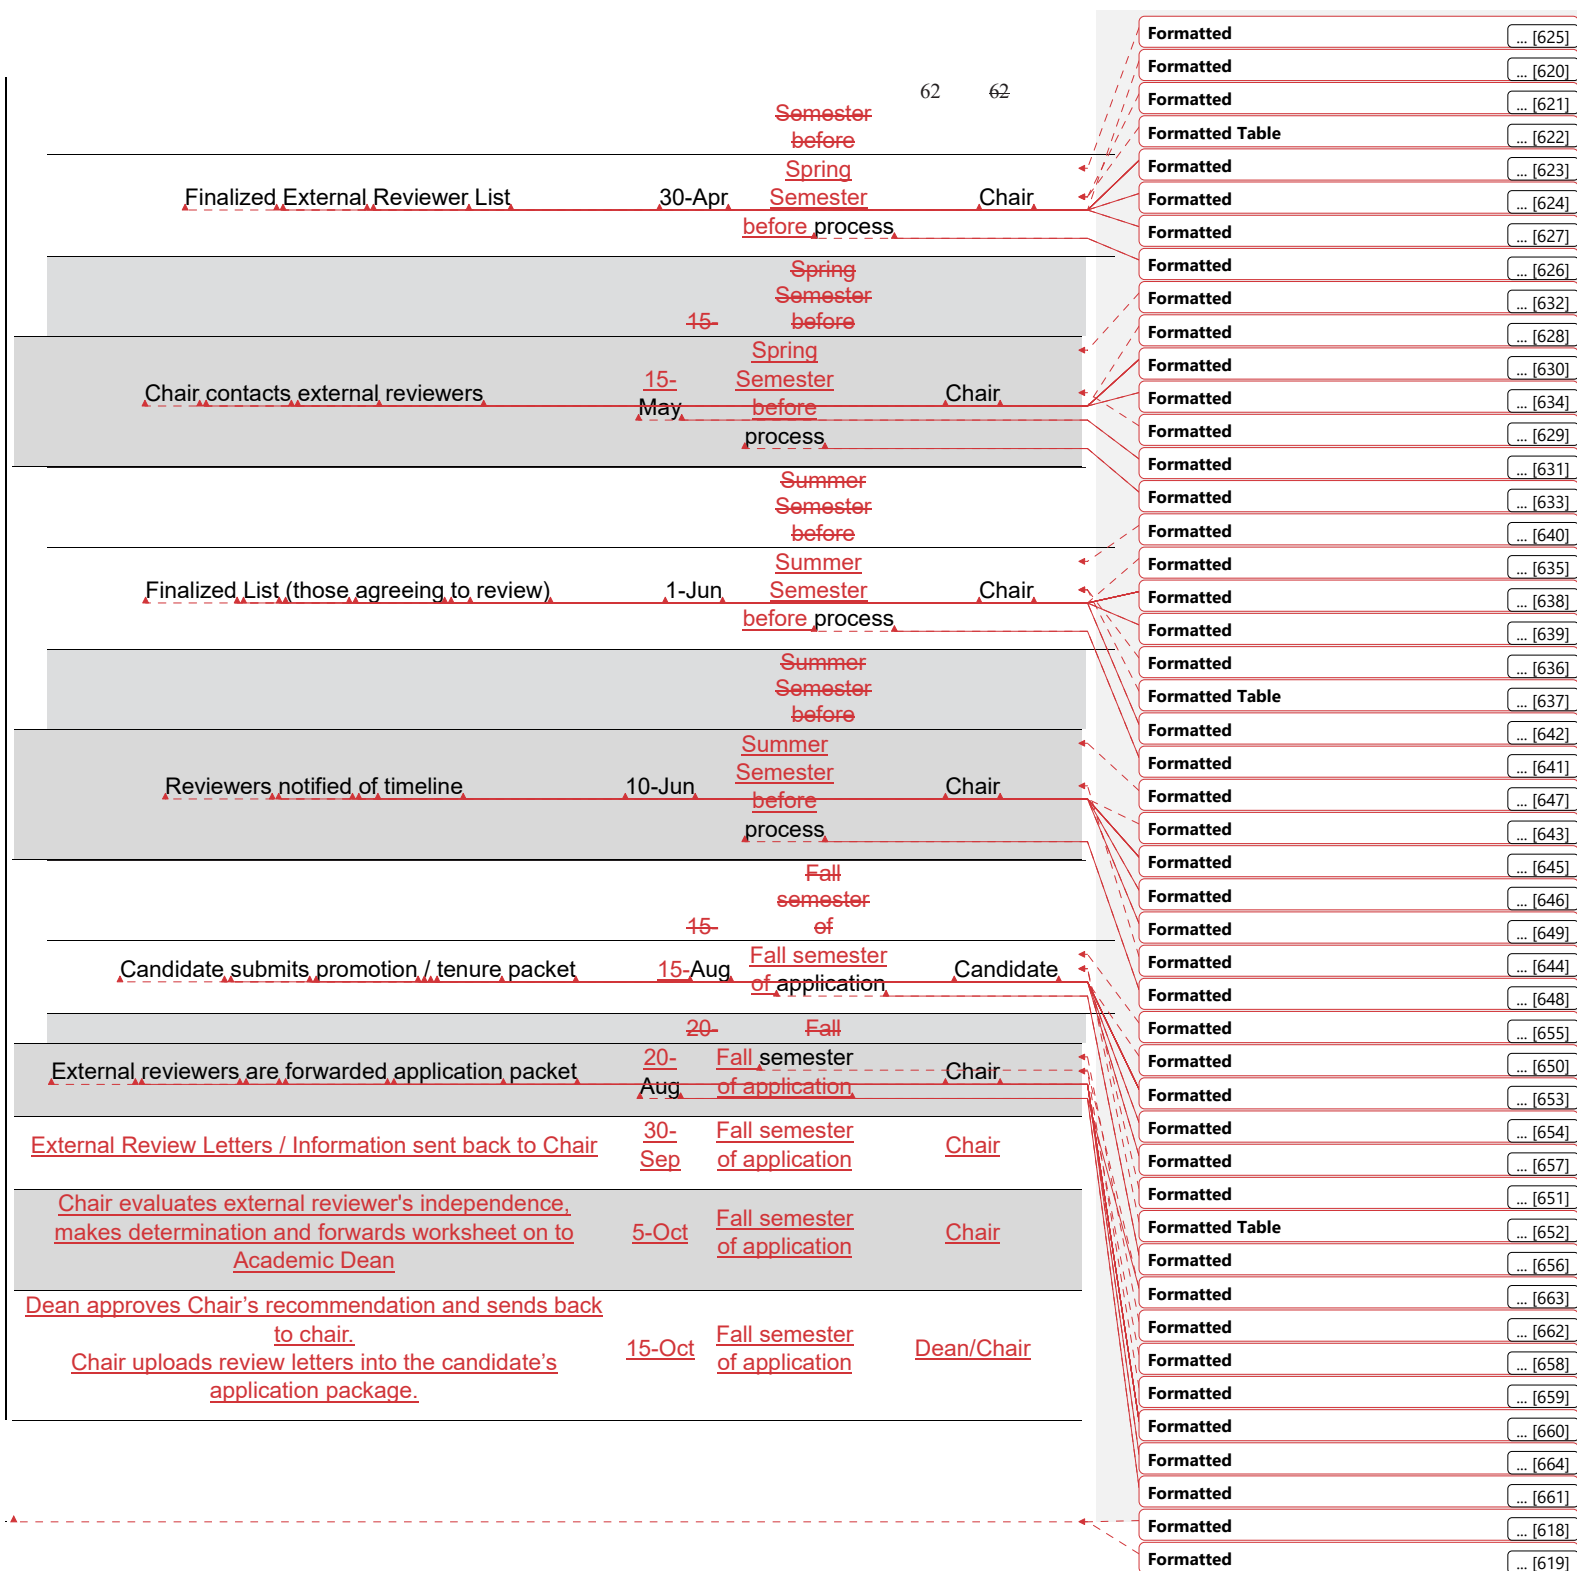 62 62
Semester
before
Spring
Finalized External Reviewer List 30-Apr Semester Chair
before process
Spring
Semester
15- before
Spring
15- Semester
Chair contacts external reviewers May before Chair
process
Summer
Semester
before
Summer
Finalized List (those agreeing to review) 1-Jun Semester Chair
before process
Summer
Semester
before
Summer
Semester
Reviewers notified of timeline 10-Jun before Chair
process
Fall
semester
15- of
Candidate submits promotion / tenure packet 15-Aug Fall semester Candidate
of application
20- Fall
External reviewers are forwarded application packet 20- Fall semester Chair
Aug of application
External Review Letters / Information sent back to Chair 30- Fall semester Chair
Sep of application
Chair evaluates external reviewer's independence,
makes determination and forwards worksheet on to 5-Oct Fall semester Chair
Academic Dean of application
Dean approves Chair’s recommendation and sends back
to chair. 15-Oct Fall semester Dean/Chair
Chair uploads review letters into the candidate’s of application
application package.
Formatted ... [625]
Formatted ... [620]
Formatted ... [621]
Formatted Table ... [622]
Formatted ... [623]
Formatted ... [624]
Formatted ... [627]
Formatted ... [626]
Formatted ... [632]
Formatted ... [628]
Formatted ... [630]
Formatted ... [634]
Formatted ... [629]
Formatted ... [631]
Formatted ... [633]
Formatted ... [640]
Formatted ... [635]
Formatted ... [638]
Formatted ... [639]
Formatted ... [636]
Formatted Table ... [637]
Formatted ... [642]
Formatted ... [641]
Formatted ... [647]
Formatted ... [643]
Formatted ... [645]
Formatted ... [646]
Formatted ... [649]
Formatted ... [644]
Formatted ... [648]
Formatted ... [655]
Formatted ... [650]
Formatted ... [653]
Formatted ... [654]
Formatted ... [657]
Formatted ... [651]
Formatted Table ... [652]
Formatted ... [656]
Formatted ... [663]
Formatted ... [662]
Formatted ... [658]
Formatted ... [659]
Formatted ... [660]
Formatted ... [664]
Formatted ... [661]
Formatted ... [618]
Formatted ... [619]